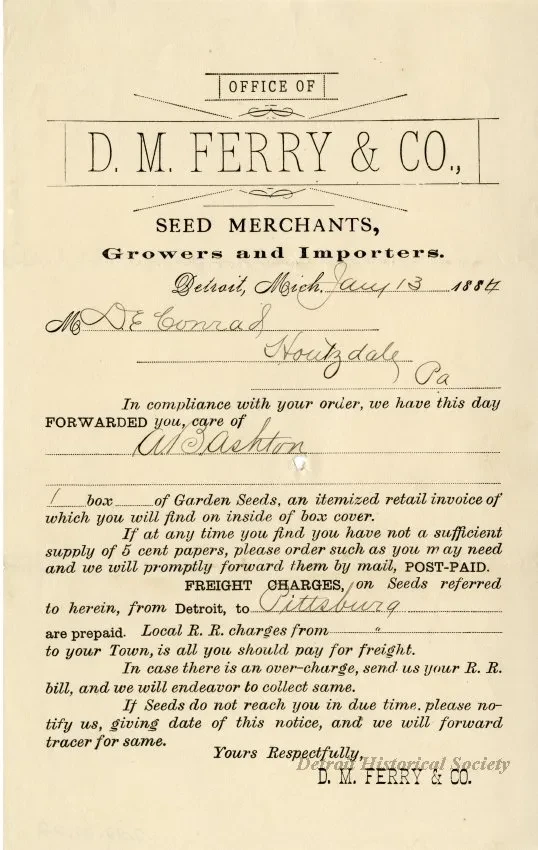 OFFICE OF
D. M. FERRY & CO.,
SEED MERCHANTS,
Growers and Importers.
Detroit, Mich. Jany 13 1884
M D E Conrad
Houtzdale
Pa
In compliance with your order, we have this day
FORWARDED you, care of
A B Ashton
1 box of Garden Seeds, an itemized retail invoice of
which you will find on inside of box cover.
If at any time you find you have not a sufficient
supply of 5 cent papers, please order such as you may need
and we will promptly forward them by mail, POST-PAID.
FREIGHT CHARGES, on Seeds referred
to herein, from Detroit, to Pittsburg
are prepaid. Local R. R. charges from "
to your Town, is all you should pay for freight.
In case there is an over-charge, send us your R. R.
bill, and we will endeavor to collect same.
If Seeds do not reach you in due time, please no-
tify us, giving date of this notice, and we will forward
tracer for same.
Yours Respectfully,
Detroit Historical Society
D. M. FERRY & CO.